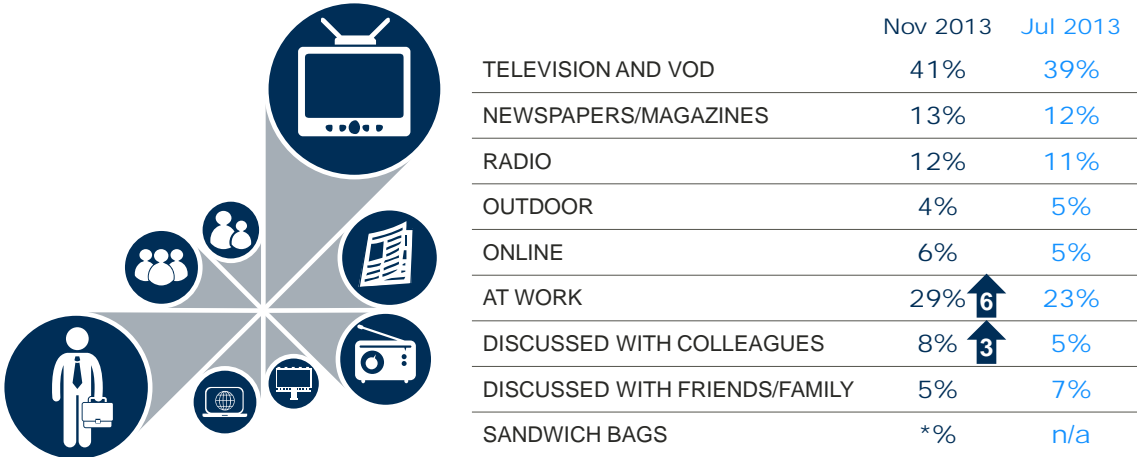 Nov 2013 Jul 2013
TELEVISION AND VOD 41% 39%
NEWSPAPERS/MAGAZINES 13% 12%
RADIO 12% 11%
OUTDOOR 4% 5%
ONLINE 6% 5%
AT WORK 29% 6 23%
DISCUSSED WITH COLLEAGUES 8% 3 5%
DISCUSSED WITH FRIENDS/FAMILY 5% 7%
SANDWICH BAGS *% n/a